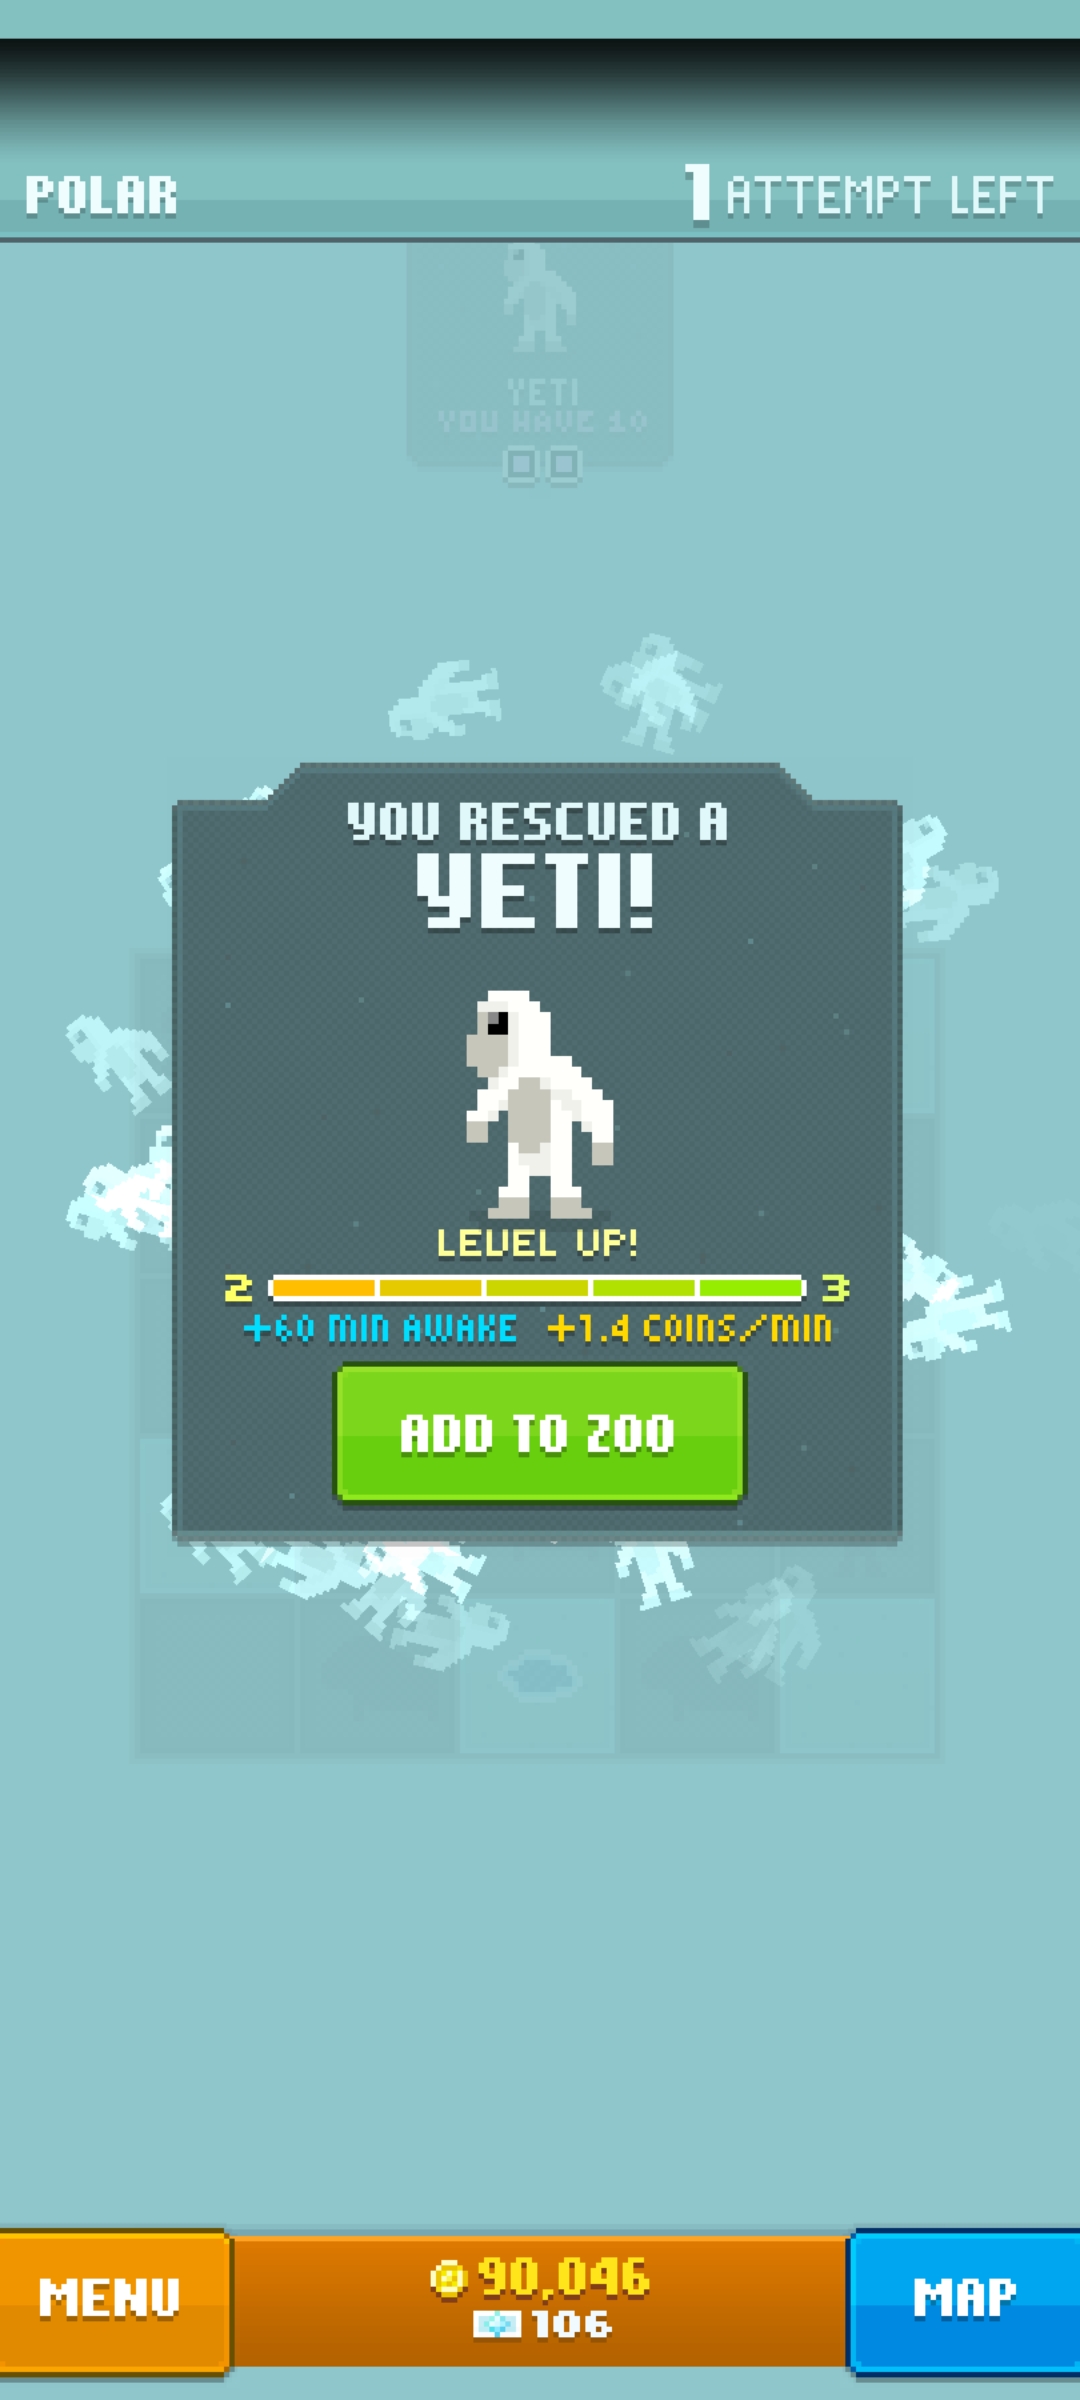 POLAR
1 ATTEMPT LEFT
YETI
YOU HAVE 10
YOU RESCUED A
YETI!
LEVEL UP!
2 3
+60 MIN AWAKE +1.4 COINS/MIN
ADD TO ZOO
MENU
90,046
106
MAP